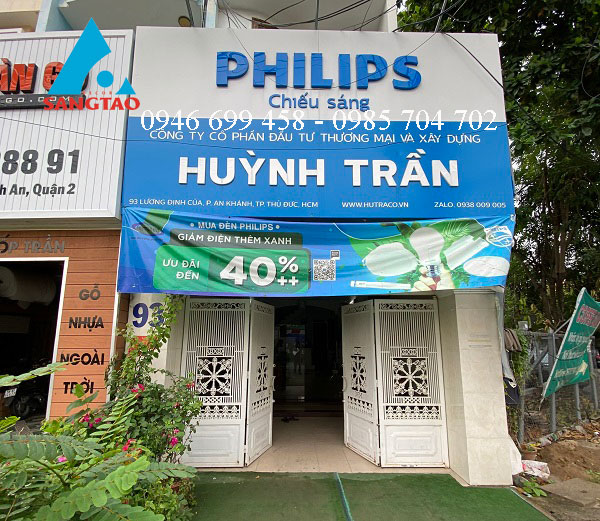 PHILIPS
Chiếu sáng
SANGTAO
0946 699 458 - 0985 704 702
CÔNG TY CỔ PHẦN ĐẦU TƯ THƯƠNG MẠI VÀ XÂY DỰNG
HUỲNH TRẦN
93 LƯƠNG ĐỊNH CỦA, P. AN KHÁNH, TP THỦ ĐỨC, HCM
WWW.HUTRACO.VN
ZALO: 0938 009 005
• MUA ĐÈN PHILIPS •
GIẢM ĐIỆN THÊM XANH
ƯU ĐÃI ĐẾN
40%++
88 91
n An, Quận 2
ỐP TRẦN
GỖ
NHỰA
NGOÀI
TRỜI
93